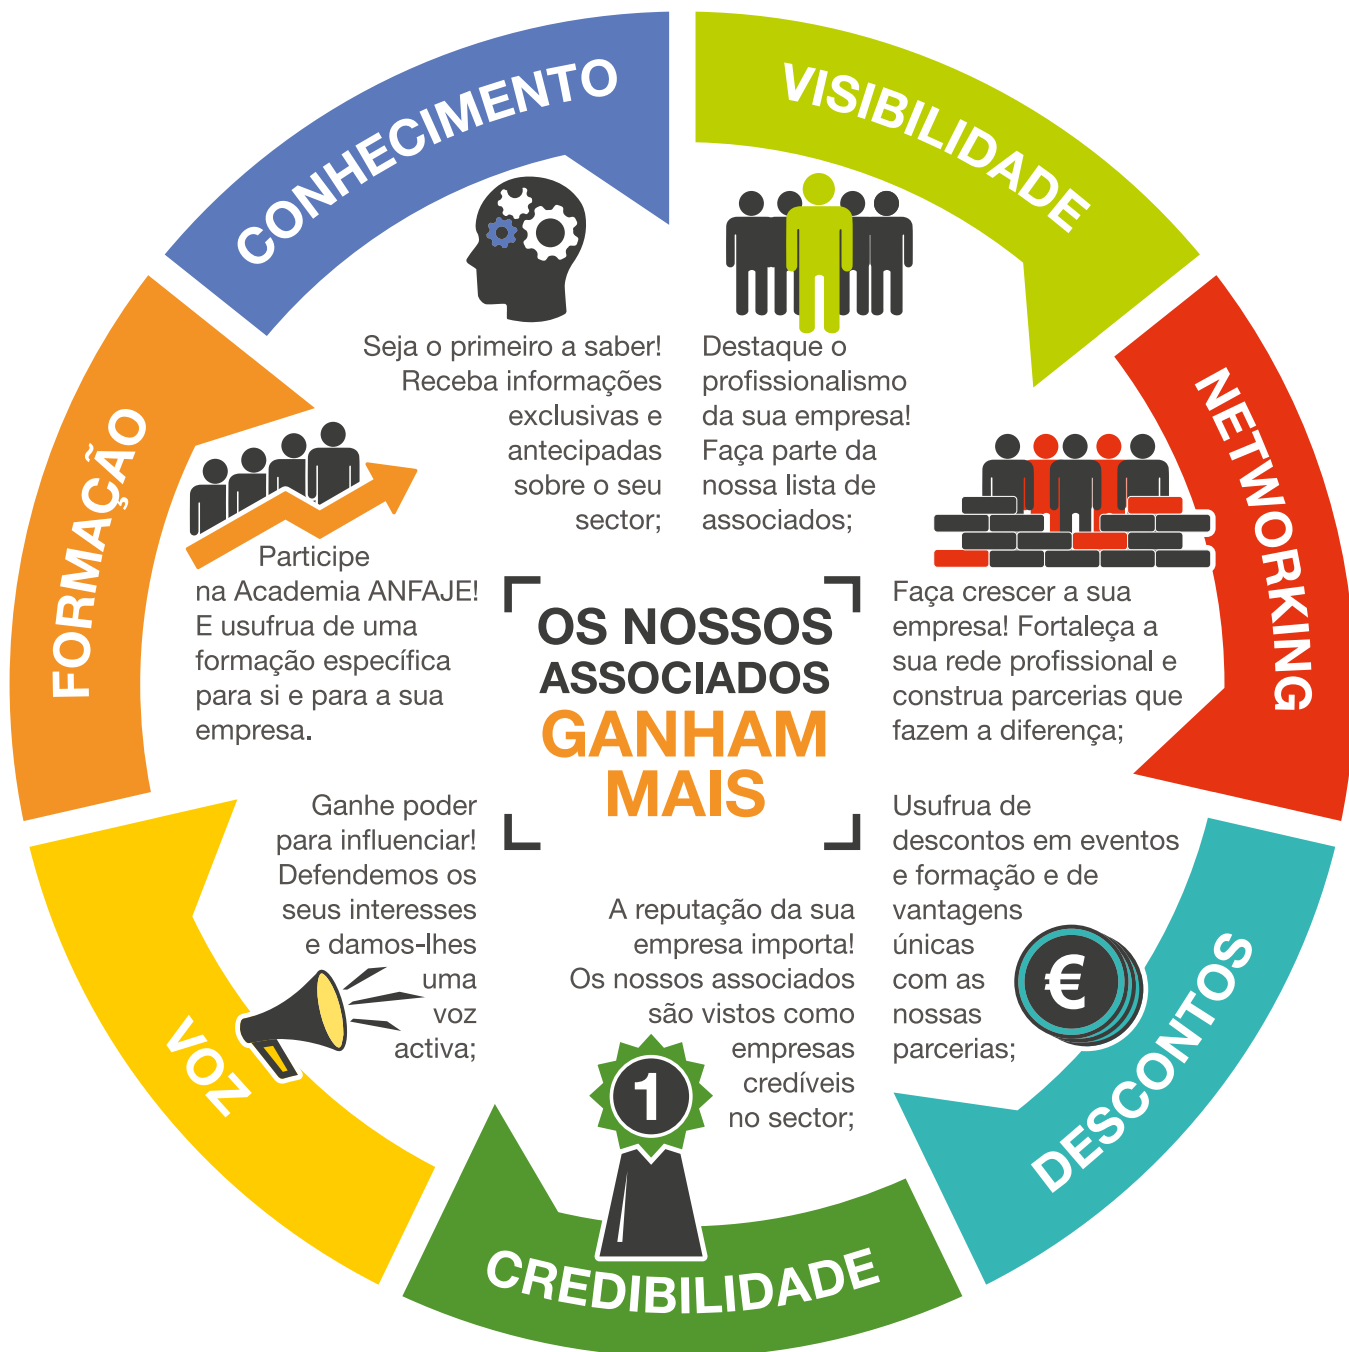 CONHECIMENTO
Seja o primeiro a saber!
Receba informações
exclusivas e
antecipadas
sobre o seu
sector;
VISIBILIDADE
Destaque o
profissionalismo
da sua empresa!
Faça parte da
nossa lista de
associados;
NETWORKING
Faça crescer a sua
empresa! Fortaleça a
sua rede profissional e
construa parcerias que
fazem a diferença;
DESCONTOS
Usufrua de
descontos em eventos
e formação e de
vantagens
únicas
com as
nossas
parcerias;
€
CREDIBILIDADE
A reputação da sua
empresa importa!
Os nossos associados
são vistos como
empresas
credíveis
no sector;
1
VOZ
Ganhe poder
para influenciar!
Defendemos os
seus interesses
e damos-lhes
uma
voz
activa;
FORMAÇÃO
Participe
na Academia ANFAJE!
E usufrua de uma
formação específica
para si e para a sua
empresa.
OS NOSSOS
ASSOCIADOS
GANHAM
MAIS